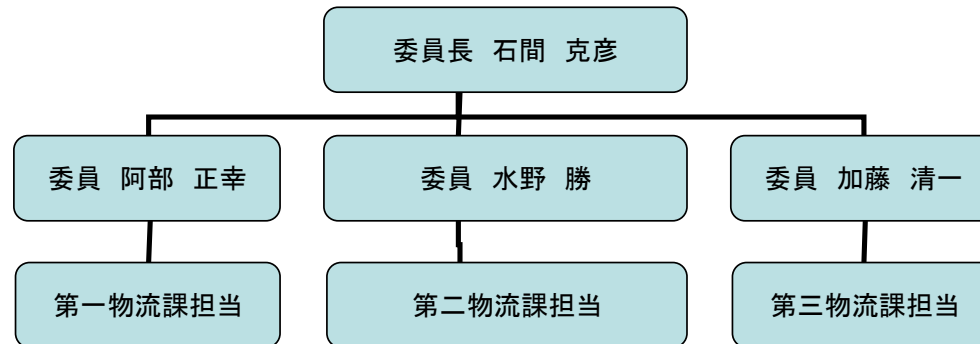 委員長 石間 克彦
委員 阿部 正幸
委員 水野 勝
委員 加藤 清一
第一物流課担当
第二物流課担当
第三物流課担当